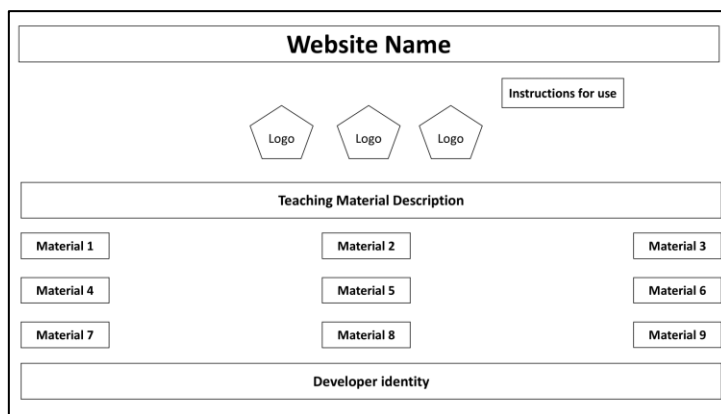 Website Name
Instructions for use
Logo Logo Logo
Teaching Material Description
Material 1 Material 2 Material 3
Material 4 Material 5 Material 6
Material 7 Material 8 Material 9
Developer identity